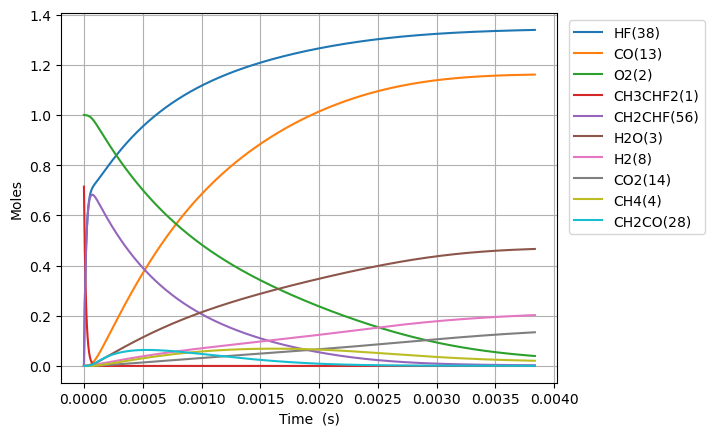 1.4
1.2
1.0
0.8
0.6
0.4
0.2
0.0
Moles
0.0000 0.0005 0.0010 0.0015 0.0020 0.0025 0.0030 0.0035 0.0040
Time (s)
HF(38)
CO(13)
O2(2)
CH3CHF2(1)
CH2CHF(56)
H2O(3)
H2(8)
CO2(14)
CH4(4)
CH2CO(28)